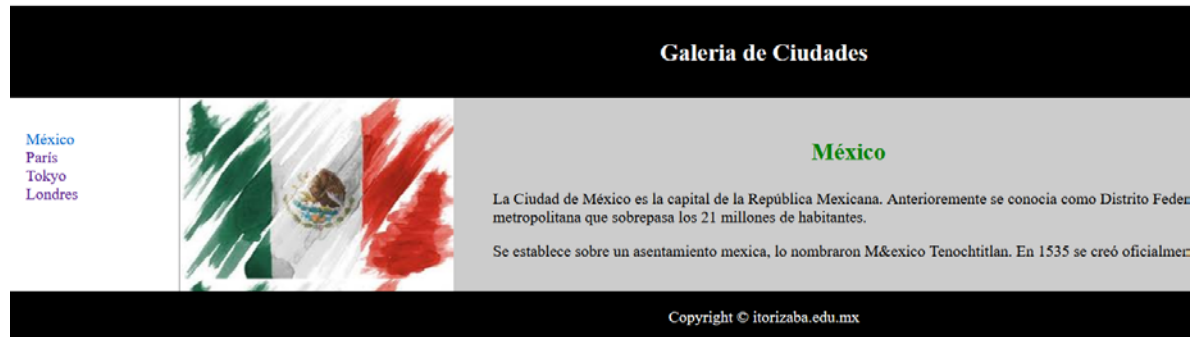 Galeria de Ciudades
México
París
Tokyo
Londres
México
La Ciudad de México es la capital de la República Mexicana. Anterioremente se conocia como Distrito
metropolitana que sobrepasa los 21 millones de habitantes.
Se establece sobre un asentamiento mexica, lo nombraron M&exico Tenochtitlan. En 1535 se creó
Copyright © itorizaba.edu.mx